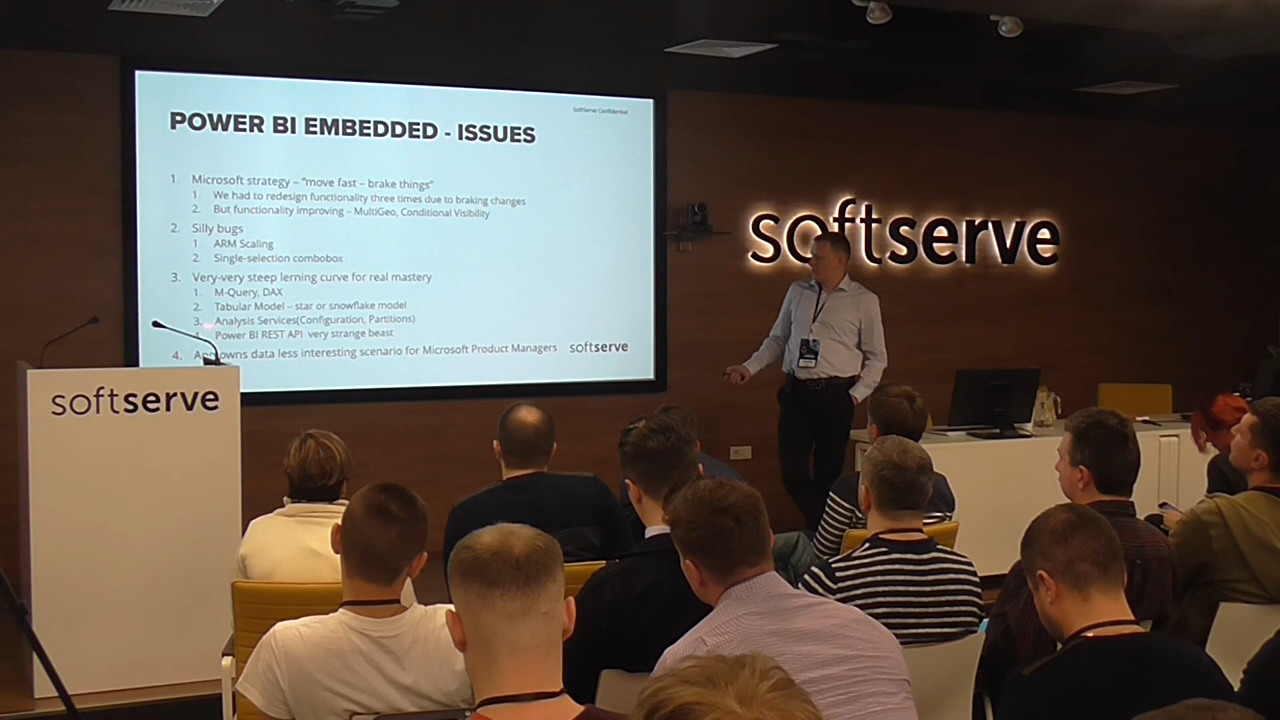 SoftServe Confidential
POWER BI EMBEDDED - ISSUES
1. Microsoft strategy – "move fast – brake things"
1. We had to redesign functionality three times due to braking changes
2. But functionality improving – MultiGeo, Conditional Visibility
2. Silly bugs
1. ARM Scaling
2. Single-selection combobox
3. Very-very steep lerning curve for real mastery
1. M-Query, DAX
2. Tabular Model – star or snowflake model
3. Analysis Services(Configuration, Partitions)
Power BI REST API very strange beast
4. App owns data less interesting scenario for Microsoft Product Managers
softserve
softserve
softserve